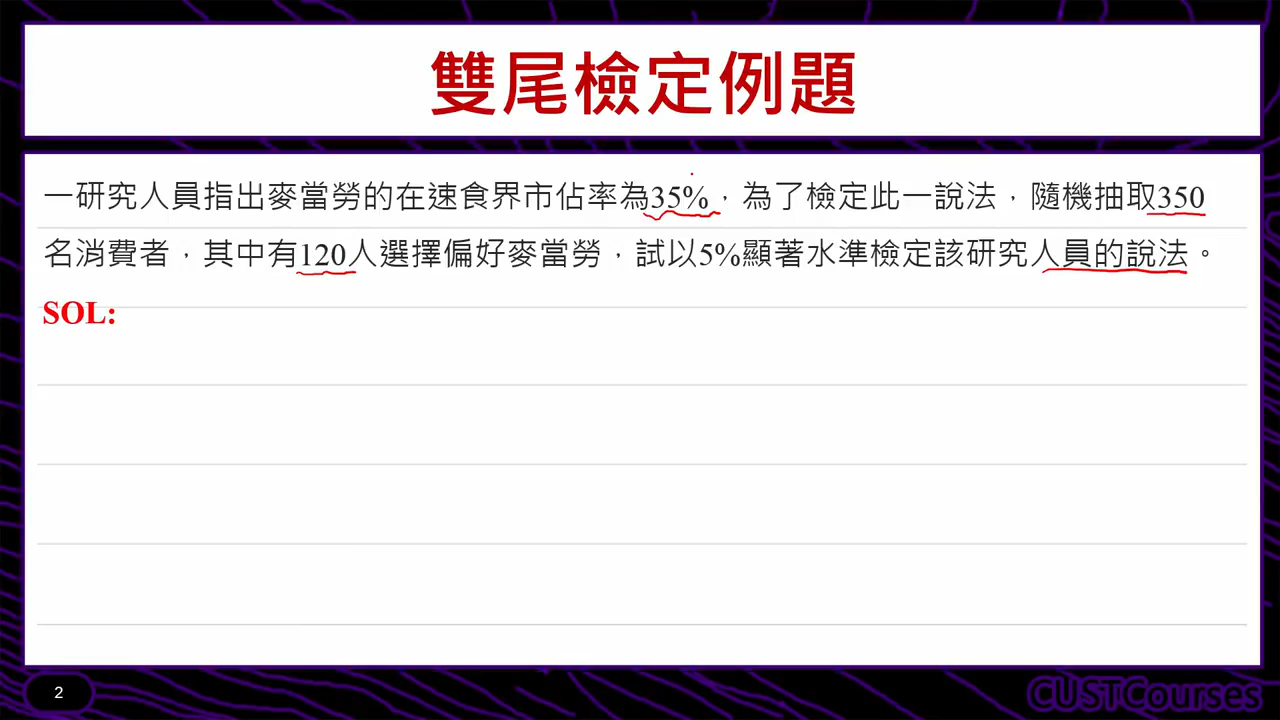 雙尾檢定例題
一研究人員指出麥當勞的在速食界市佔率為35%，為了檢定此一說法，隨機抽取350
名消費者，其中有120人選擇偏好麥當勞，試以5%顯著水準檢定該研究人員的說法。
SOL:
2
CUSTCourses